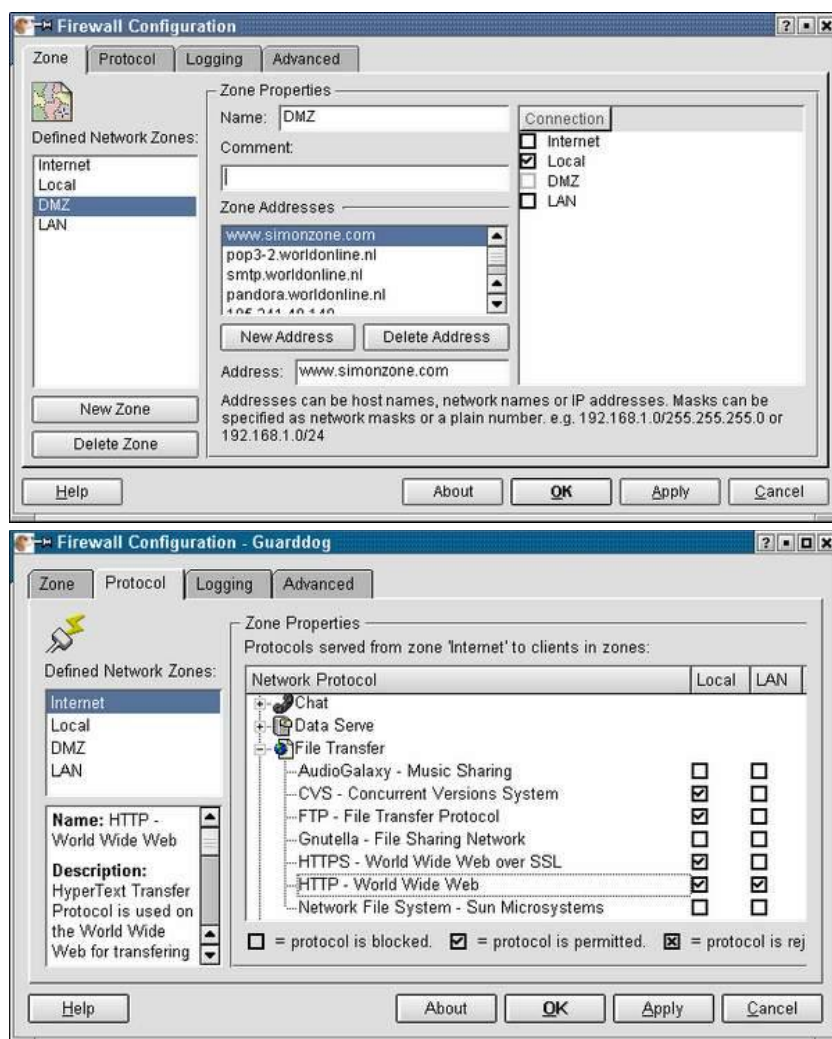 Firewall Configuration
Zone Protocol Logging Advanced
Defined Network Zones:
Internet
Local
DMZ
LAN
New Zone
Delete Zone
Zone Properties
Name: DMZ
Comment:
Zone Addresses
www.simonzone.com
pop3-2.worldonline.nl
smtp.worldonline.nl
pandora.worldonline.nl
New Address Delete Address
Address: www.simonzone.com
Connection
Internet
Local
DMZ
LAN
Addresses can be host names, network names or IP addresses. Masks can
specified as network masks or a plain number. e.g. 192.168.1.0/255.255.255.0 or
192.168.1.0/24
Help About OK Apply Cancel
Firewall Configuration - Guarddog
Zone Protocol Logging Advanced
Defined Network Zones:
Internet
Local
DMZ
LAN
Name: HTTP -
World Wide Web
Description:
HyperText Transfer
Protocol is used on
the World Wide
Web for transfering
Zone Properties
Protocols served from zone 'Internet' to clients in zones:
Network Protocol Local LAN
Chat
Data Serve
File Transfer
AudioGalaxy - Music Sharing
CVS - Concurrent Versions System
FTP - File Transfer Protocol
Gnutella - File Sharing Network
HTTPS - World Wide Web over SSL
HTTP - World Wide Web
Network File System - Sun Microsystems
= protocol is blocked. = protocol is permitted. = protocol is rej
Help About OK Apply Cancel